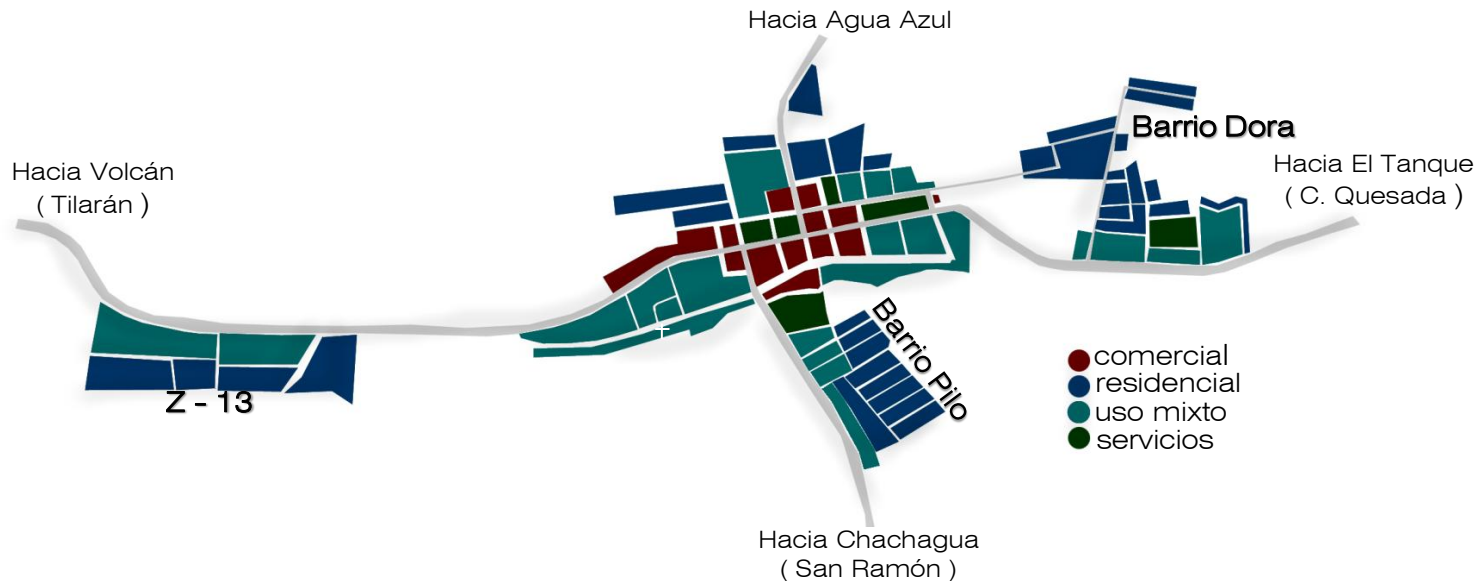 Hacia Agua Azul
Barrio Dora
Hacia Volcán
( Tilarán )
Hacia El Tanque
( C. Quesada )
Barrio Pilo
comercial
residencial
uso mixto
servicios
Z - 13
Hacia Chachagua
( San Ramón )